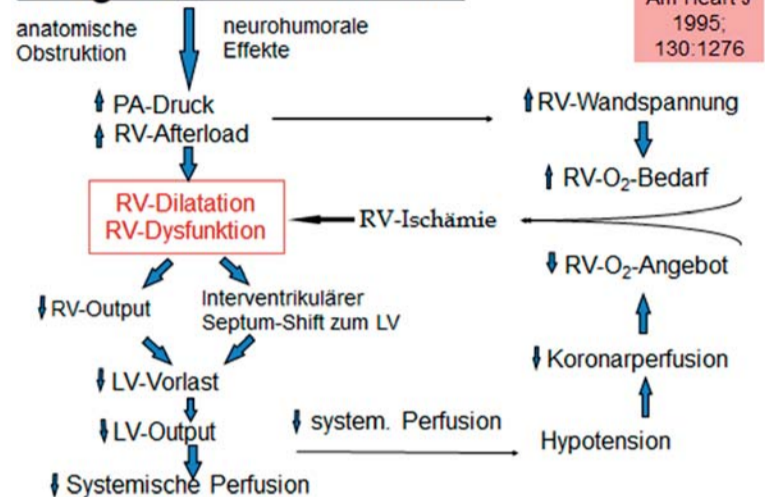 anatomische
Obstruktion
neurohumorale
Effekte
1995;
130:1276
PA-Druck
RV-Afterload
RV-Wandspannung
RV-O₂-Bedarf
RV-Dilatation
RV-Dysfunktion
RV-Ischämie
RV-O₂-Angebot
RV-Output
Interventrikulärer
Septum-Shift zum LV
LV-Vorlast
Koronarperfusion
LV-Output
system. Perfusion
Hypotension
Systemische Perfusion